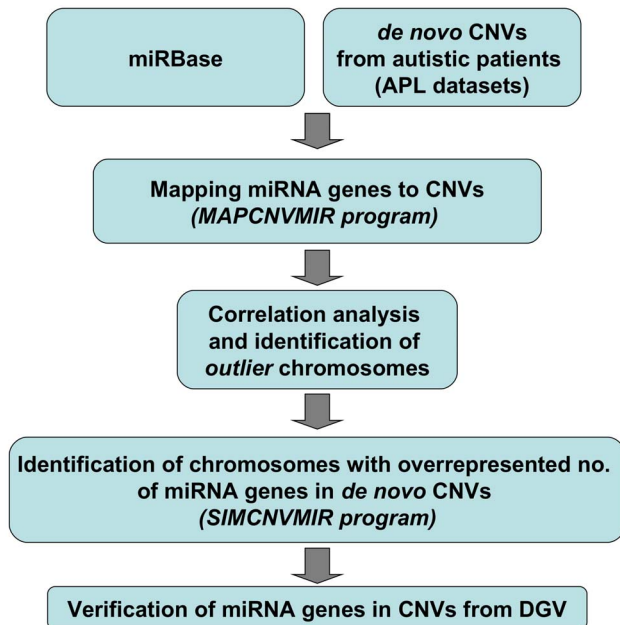 miRBase
de novo CNVs
from autistic patients
(APL datasets)
Mapping miRNA genes to CNVs
(MAPCNVMIR program)
Correlation analysis
and identification of
outlier chromosomes
Identification of chromosomes with overrepresented no.
of miRNA genes in de novo CNVs
(SIMCNVMIR program)
Verification of miRNA genes in CNVs from DGV